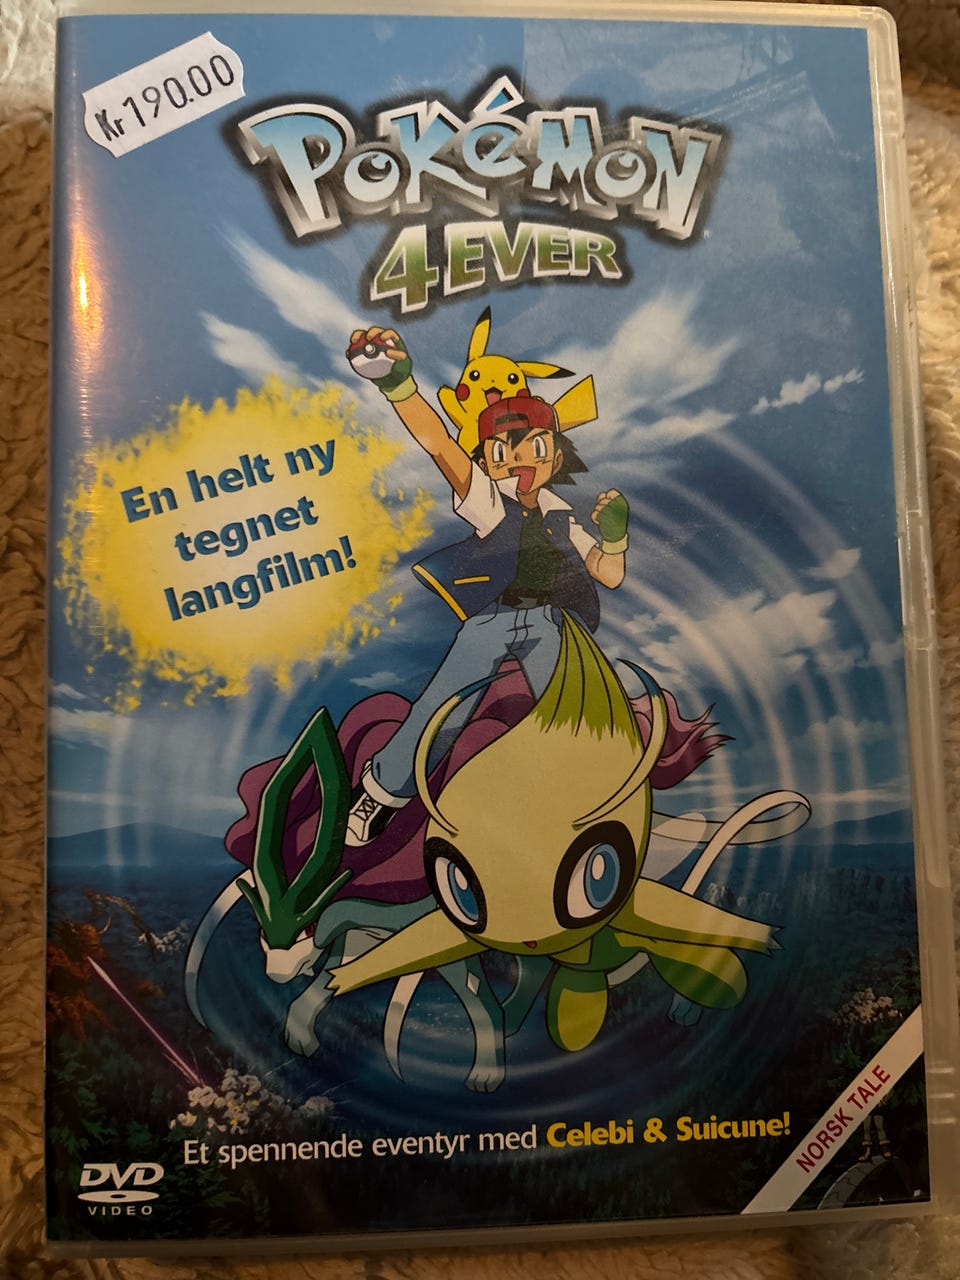 Kr 190.00
POKÉMON
4EVER
En helt ny
tegnet
langfilm!
Et spennende eventyr med Celebi & Suicune!
NORSK TALE
DVD
VIDEO